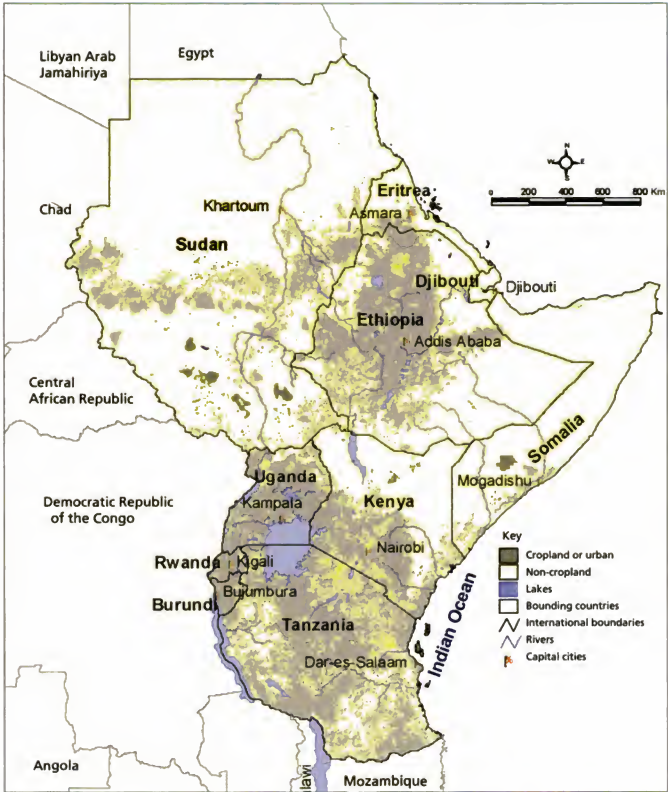 Libyan Arab
Jamahiriya
Egypt
N
W E
S
0 200 400 600 800 Km
Chad
Khartoum
Eritrea
Asmara
Sudan
Djibouti
Djibouti
Ethiopia
Addis Ababa
Central
African Republic
Somalia
Uganda
Mogadishu
Kampala
Kenya
Democratic Republic
of the Congo
Nairobi
Key
Cropland or urban
Non-cropland
Lakes
Bounding countries
International boundaries
Rivers
Capital cities
Rwanda
Kigali
Bujumbura
Burundi
Tanzania
Indian Ocean
Dar-es-Salaam
Angola
lawi
Mozambique